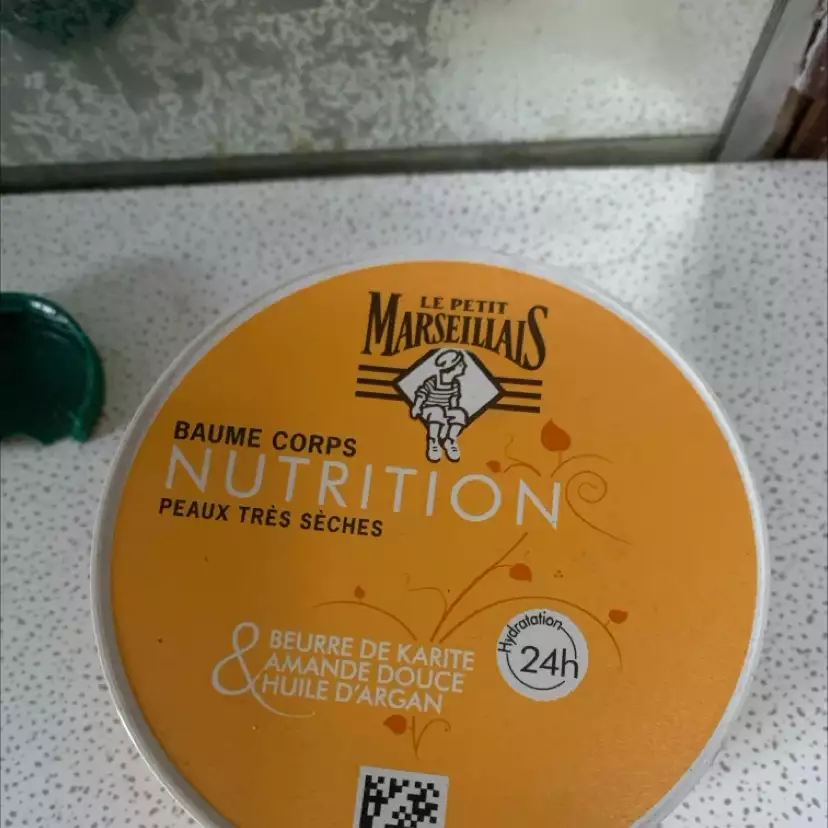 LE PETIT
MARSEILLAIS
BAUME CORPS
NUTRITION
PEAUX TRÈS SÈCHES
& BEURRE DE KARITE
AMANDE DOUCE
HUILE D'ARGAN
Hydratation
24h